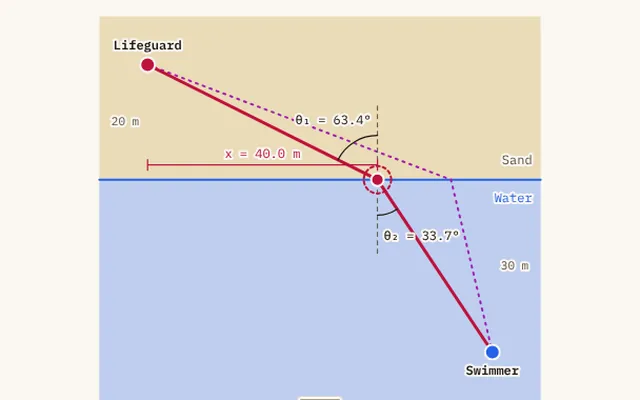 Lifeguard
20 m
θ₁ = 63.4°
x = 40.0 m
Sand
Water
θ₂ = 33.7°
30 m
Swimmer